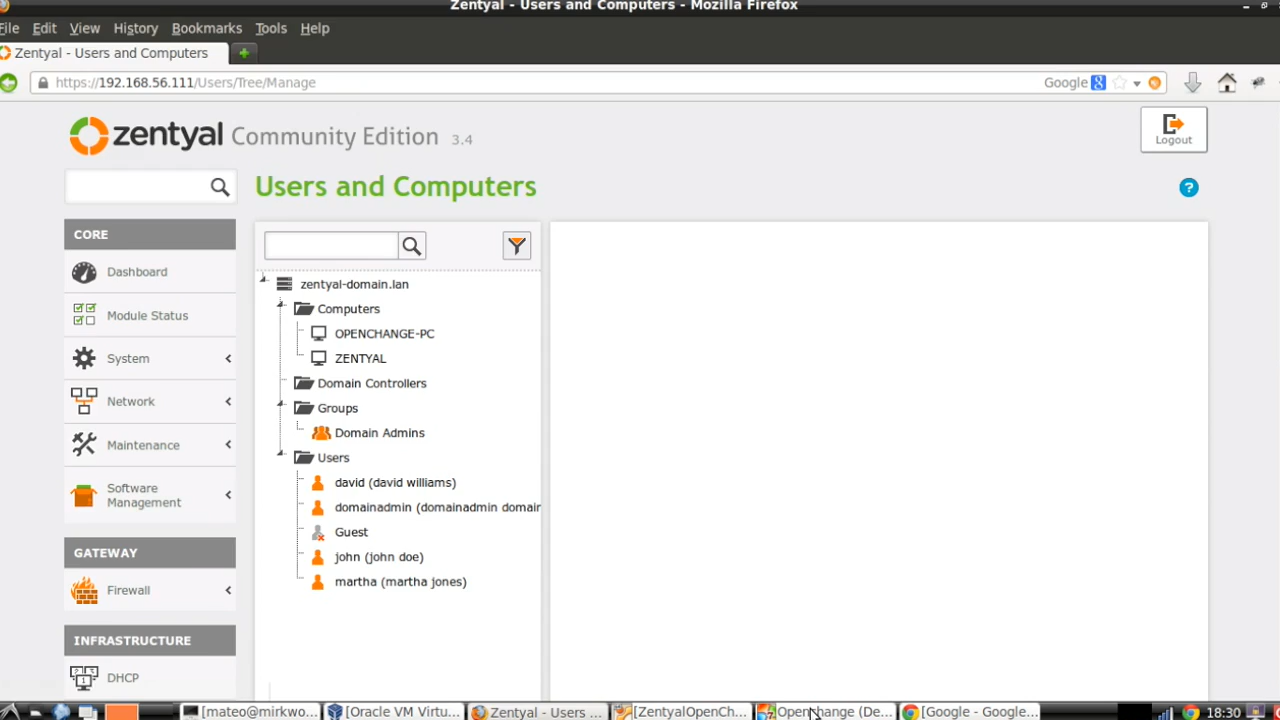 Zentyal - Users and Computers - Mozilla Firefox
File Edit View History Bookmarks Tools Help
Zentyal - Users and Computers
https://192.168.56.111/Users/Tree/Manage
Google 8
zentyal Community Edition 3.4
Logout
Users and Computers
?
CORE
Dashboard
Module Status
System
Network
Maintenance
Software
Management
GATEWAY
Firewall
INFRASTRUCTURE
DHCP
zentyal-domain.lan
Computers
OPENCHANGE-PC
ZENTYAL
Domain Controllers
Groups
Domain Admins
Users
david (david williams)
domainadmin (domainadmin domair
Guest
john (john doe)
martha (martha jones)
[mateo@mirkwo... [Oracle VM Virtu... Zentyal - Users ... [ZentyalOpenCh... Openchange (De... [Google - Google... 18:30